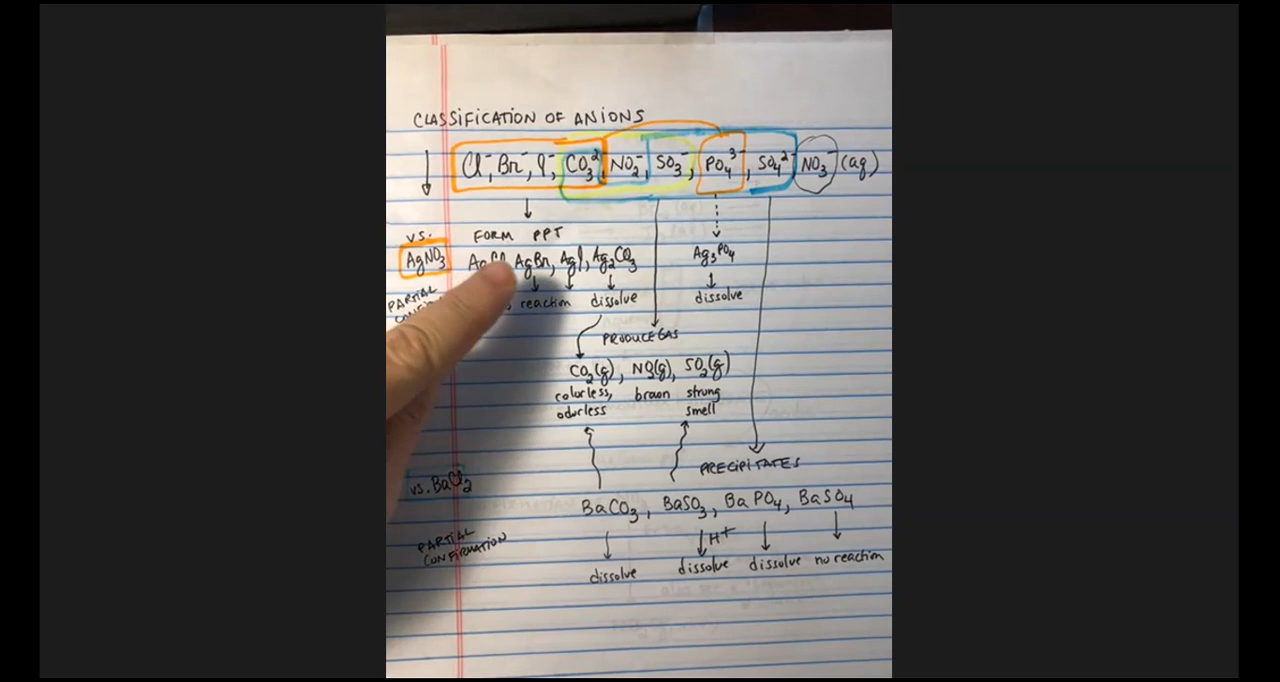 CLASSIFICATION OF ANIONS
Cl⁻, Br⁻, I⁻, CO₃²⁻, NO₂⁻, SO₃⁻, PO₄³⁻, SO₄²⁻, NO₃⁻ (aq)
VS. FORM PPT
AgNO₃ AgBr, AgI, Ag₂CO₃ Ag₃PO₄
PARTIAL reaction dissolve dissolve
PRODUCE GAS
CO₂(g), NO₂(g), SO₂(g)
colorless, brown strong
odorless smell
PRECIPITATES
vs. BaCl₂
BaCO₃, BaSO₃, BaPO₄, BaSO₄
PARTIAL
CONFIRMATION
H⁺
dissolve dissolve dissolve no reaction